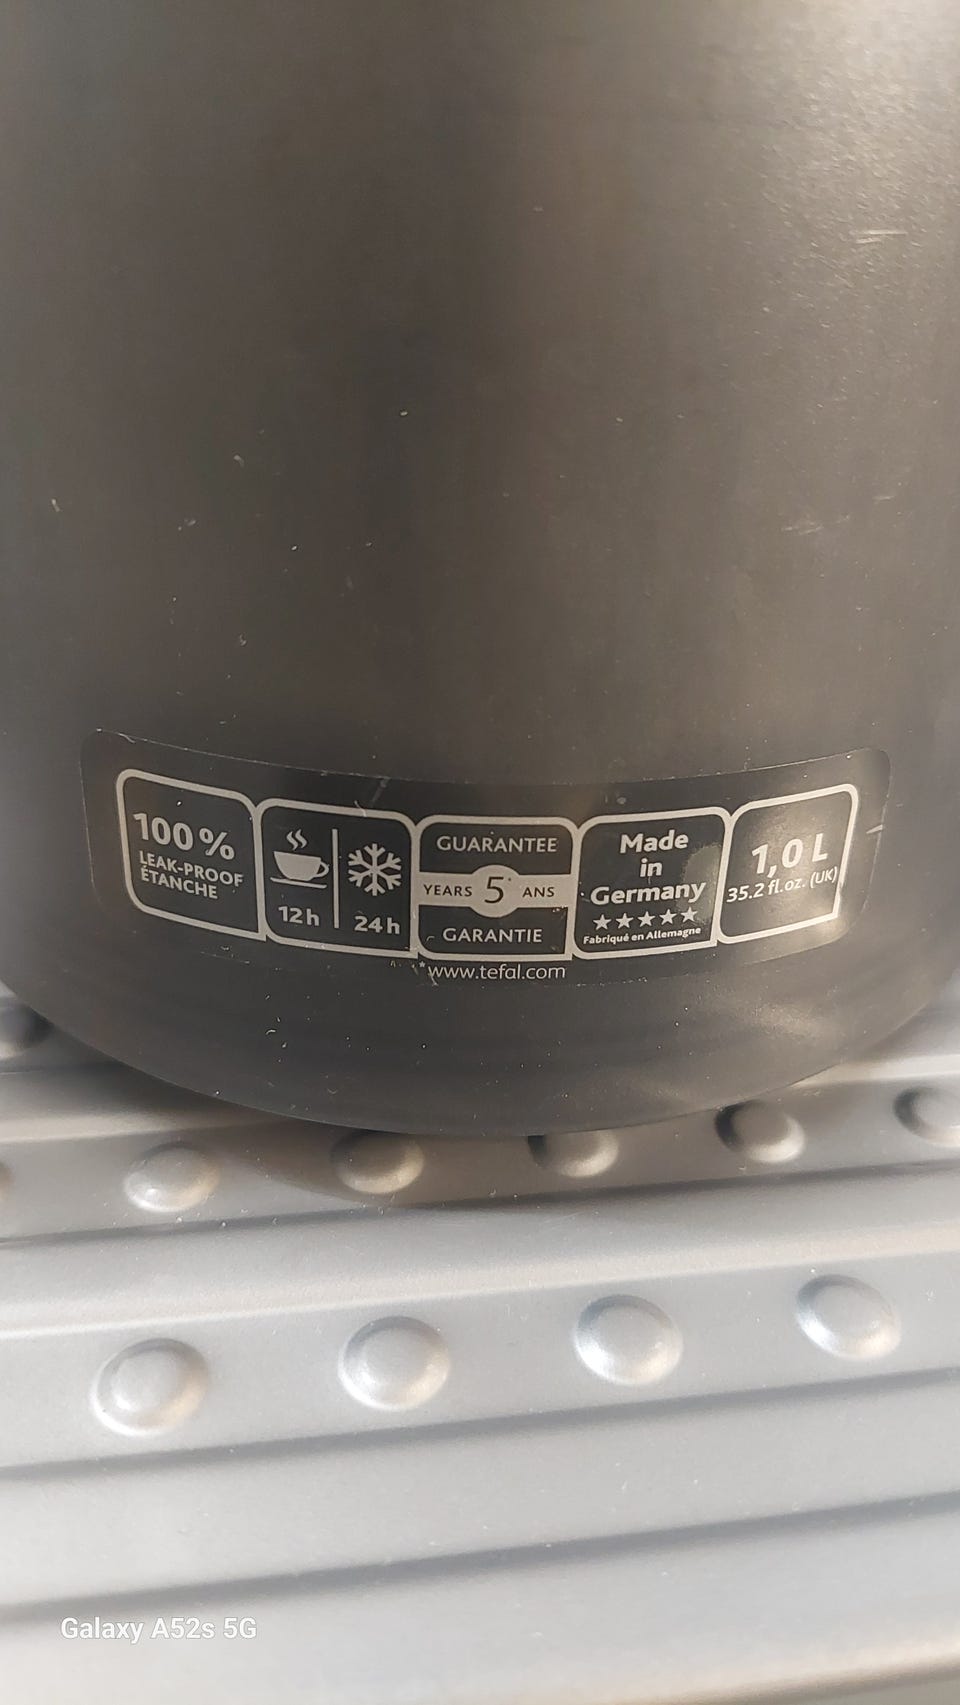 100%
LEAK-PROOF
ÉTANCHE
12h
24h
GUARANTEE
YEARS 5* ANS
GARANTIE
Made
in
Germany
★★★★★
Fabriqué en Allemagne
1,0 L
35.2 fl.oz. (UK)
*www.tefal.com
Galaxy A52s 5G